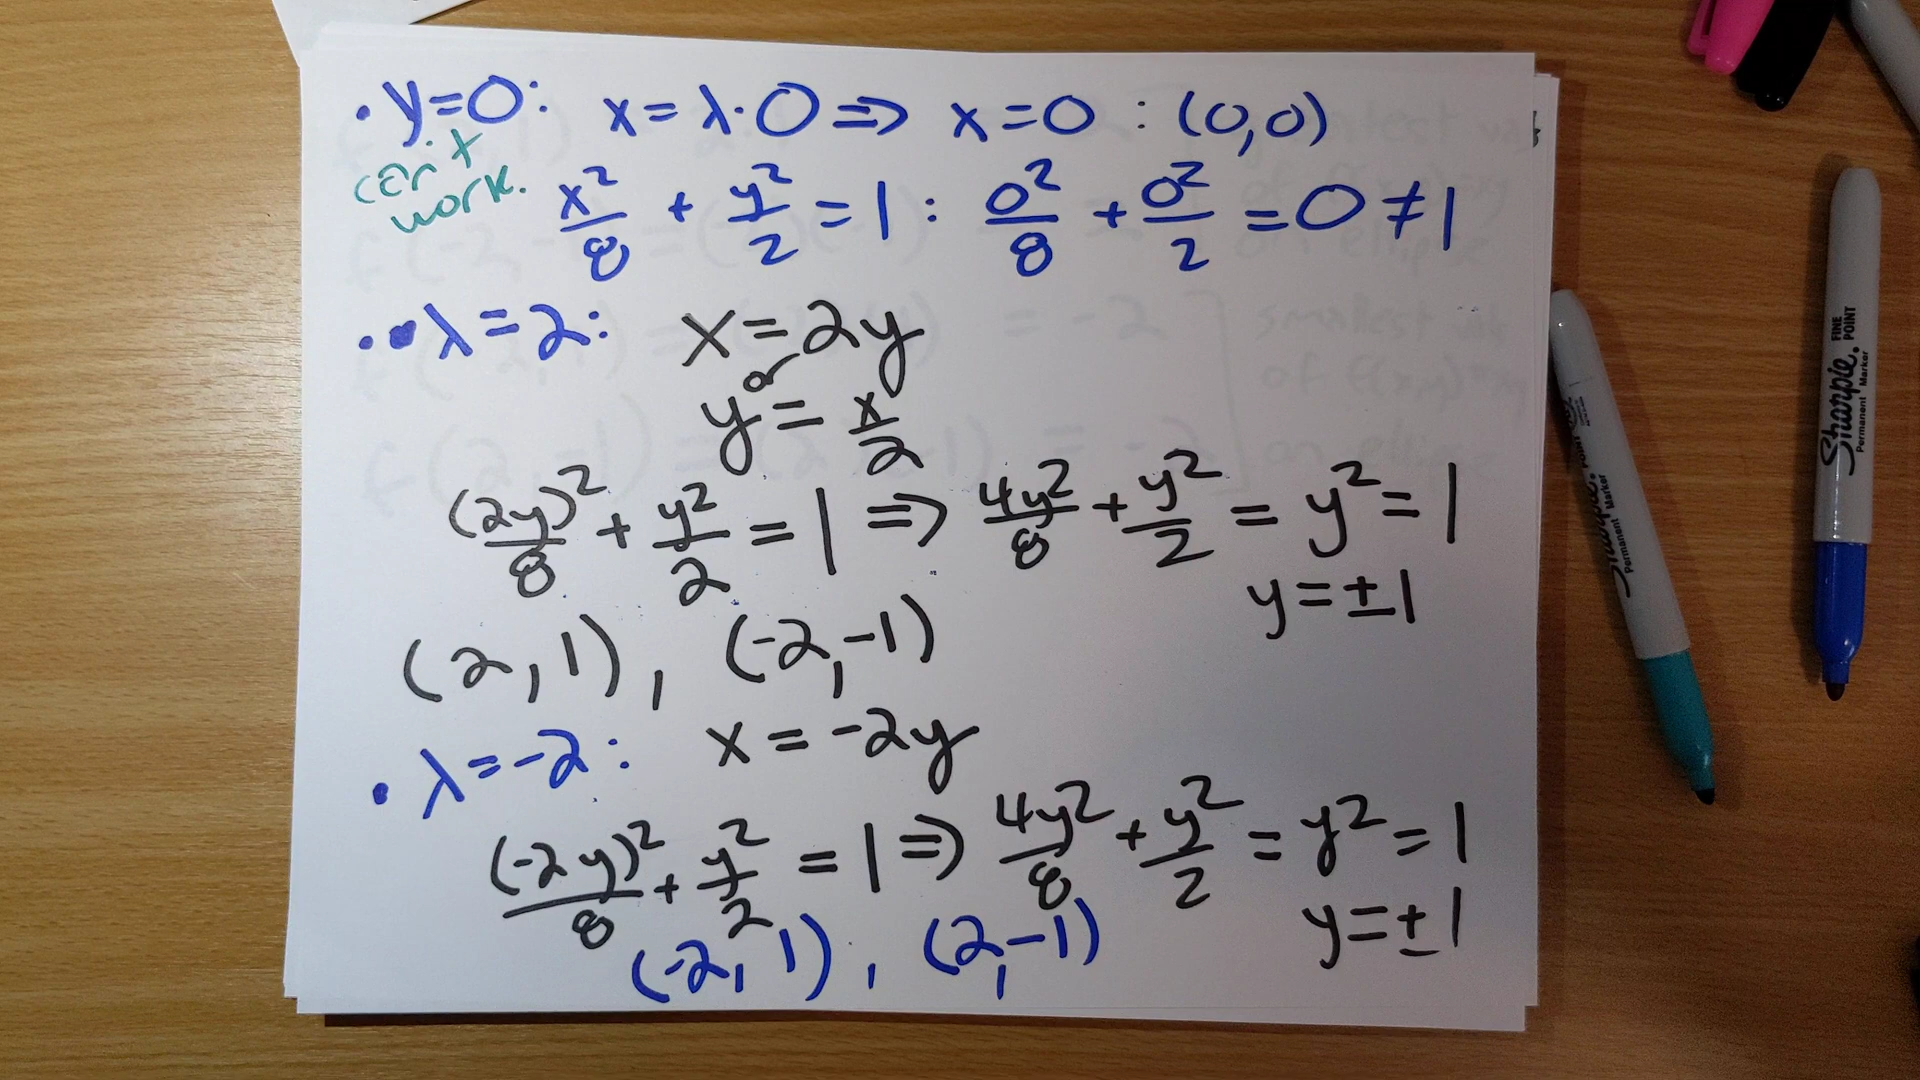 • y=0: x=λ·0 ⇒ x=0 : (0,0)
can't work.
x²/8 + y²/2 = 1: 0²/8 + 0²/2 = 0 ≠ 1
• λ=2: x=2y
or
y = x/2
(2y)²/8 + y²/2 = 1 ⇒ 4y²/8 + y²/2 = y² = 1
y=±1
(2,1), (-2,-1)
• λ=-2: x=-2y
(-2y)²/8 + y²/2 = 1 ⇒ 4y²/8 + y²/2 = y² = 1
y=±1
(-2,1), (2,-1)
Sharpie.
FINE POINT
Permanent Marker
Sharpie.
Permanent Marker